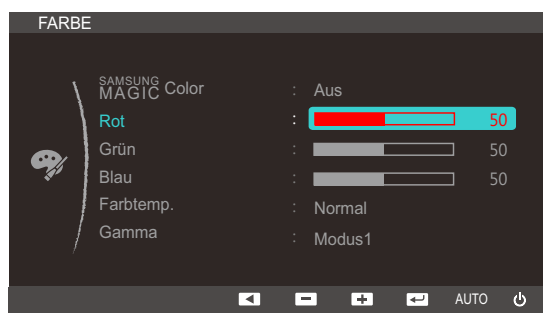 FARBE
SAMSUNG MAGIC Color : Aus
Rot : 50
Grün : 50
Blau : 50
Farbtemp. : Normal
Gamma : Modus1
AUTO